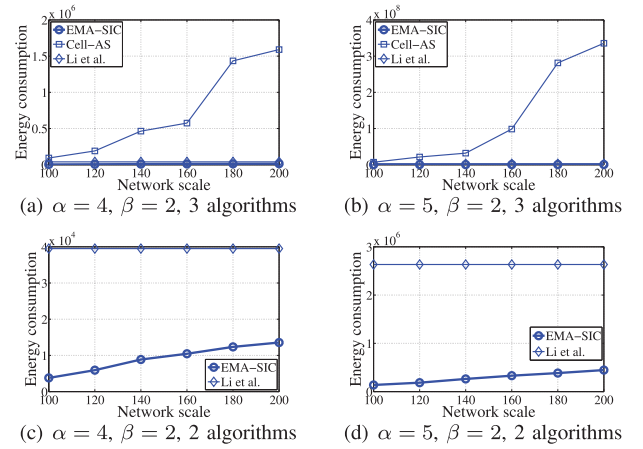 x 10^6
2
1.5
1
0.5
0
Energy consumption
EMA−SIC
Cell−AS
Li et al.
100 120 140 160 180 200
Network scale
(a) α = 4, β = 2, 3 algorithms
x 10^8
4
3
2
1
0
Energy consumption
EMA−SIC
Cell−AS
Li et al.
100 120 140 160 180 200
Network scale
(b) α = 5, β = 2, 3 algorithms
x 10^4
4
3
2
1
0
Energy consumption
EMA−SIC
Li et al.
100 120 140 160 180 200
Network scale
(c) α = 4, β = 2, 2 algorithms
x 10^6
3
2
1
0
Energy consumption
EMA−SIC
Li et al.
100 120 140 160 180 200
Network scale
(d) α = 5, β = 2, 2 algorithms